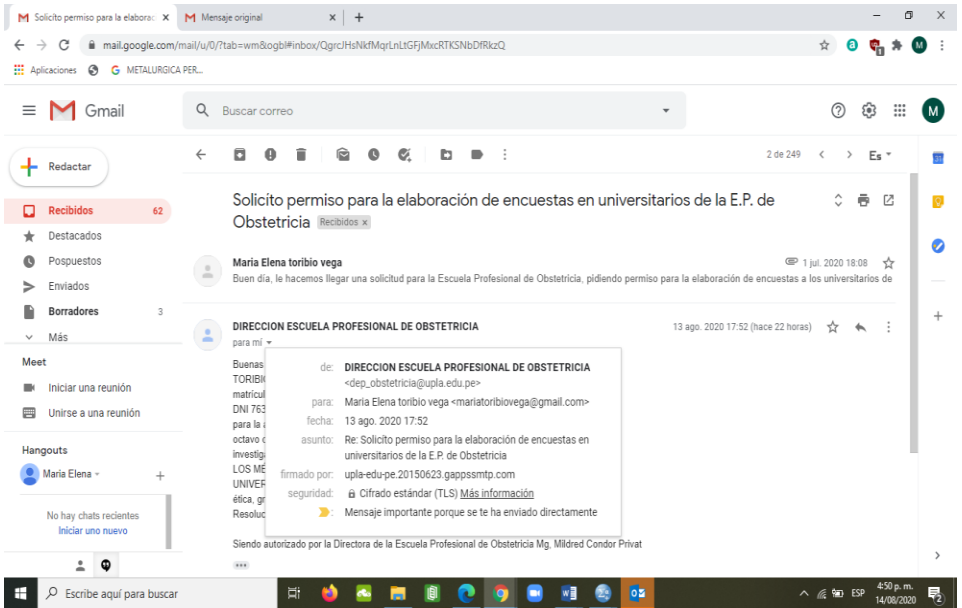 Solicito permiso para la elaborac
Mensaje original
mail.google.com/mail/u/0/?tab=wm&ogbl#inbox/QgrcJHsNkfMqrLnLtGFjMxcRTKSNbDfRkzQ
Aplicaciones
METALURGICA PER...
Gmail
Buscar correo
M
Redactar
2 de 249
Es
Recibidos 62
Destacados
Pospuestos
Enviados
Borradores 3
Más
Meet
Iniciar una reunión
Unirse a una reunión
Hangouts
Maria Elena
No hay chats recientes
Iniciar uno nuevo
Solicito permiso para la elaboración de encuestas en universitarios de la E.P. de
Obstetricia Recibidos x
Maria Elena toribio vega 1 jul. 2020 18:08
Buen día, le hacemos llegar una solicitud para la Escuela Profesional de Obstetricia, pidiendo permiso para la elaboración de encuestas a los universitarios de
DIRECCION ESCUELA PROFESIONAL DE OBSTETRICIA 13 ago. 2020 17:52 (hace 22 horas)
para mí
Buenas
TORIBI
matrícul
DNI 763
para la a
octavo c
investiga
LOS MÉ
UNIVER
ética, gr
Resoluc
de: DIRECCION ESCUELA PROFESIONAL DE OBSTETRICIA
<dep_obstetricia@upla.edu.pe>
para: Maria Elena toribio vega <mariatoribiovega@gmail.com>
fecha: 13 ago. 2020 17:52
asunto: Re: Solicito permiso para la elaboración de encuestas en
universitarios de la E.P. de Obstetricia
firmado por: upla-edu-pe.20150623.gappssmtp.com
seguridad: Cifrado estándar (TLS) Más información
: Mensaje importante porque se te ha enviado directamente
Siendo autorizado por la Directora de la Escuela Profesional de Obstetricia Mg, Mildred Condor Privat
Escribe aquí para buscar
ESP
4:50 p. m.
14/08/2020
2